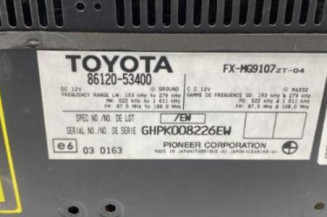 TOYOTA
86120-53400
FX-MG9107ZT-04
DC 12V GROUND
FREQUENCY RANGE LW: 153 kHz to 279 kHz
MW: 522 kHz to 1 611 kHz
FM: 87.5 MHz to 108.0 MHz
C.C 12V MASSE
GAMME DE FREQUENCE GO: 153 kHz à 279 kHz
PO: 522 kHz à 1 611 kHz
FM: 87.5 MHz à 108.0 MHz
SPEC NO. /NO DE LOT /EW
SERIAL NO./NO DE SERIE GHPK008226EW
e6 03 0163
PIONEER CORPORATION
MADE IN JAPAN/